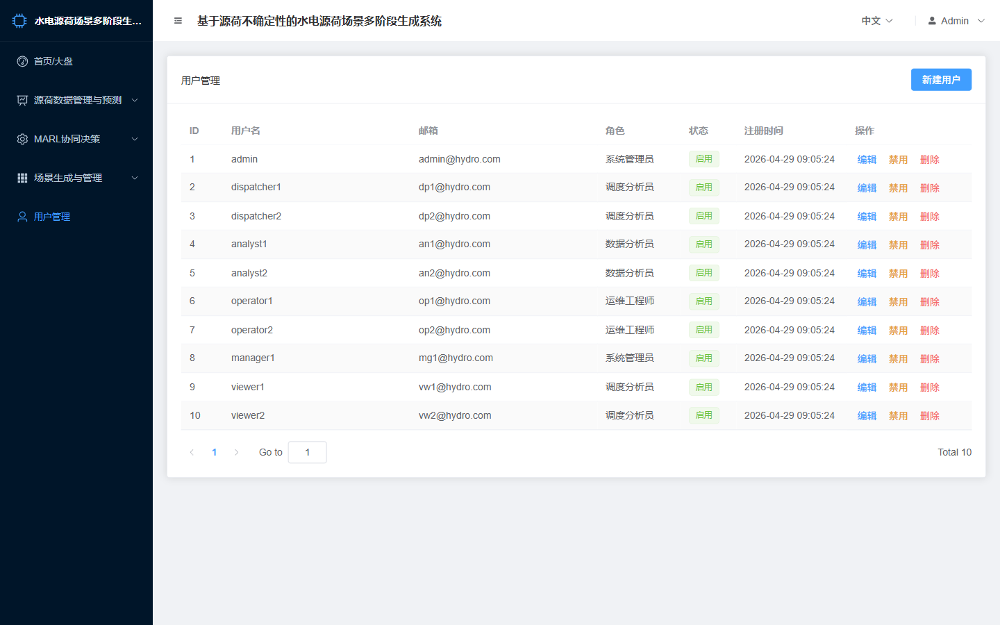 水电源荷场景多阶段生...
基于源荷不确定性的水电源荷场景多阶段生成系统
中文
Admin
首页/大盘
源荷数据管理与预测
MARL协同决策
场景生成与管理
用户管理
用户管理
新建用户
ID 用户名 邮箱 角色 状态 注册时间 操作
1 admin admin@hydro.com 系统管理员 启用 2026-04-29 09:05:24 编辑 禁用 删除
2 dispatcher1 dp1@hydro.com 调度分析员 启用 2026-04-29 09:05:24 编辑 禁用 删除
3 dispatcher2 dp2@hydro.com 调度分析员 启用 2026-04-29 09:05:24 编辑 禁用 删除
4 analyst1 an1@hydro.com 数据分析员 启用 2026-04-29 09:05:24 编辑 禁用 删除
5 analyst2 an2@hydro.com 数据分析员 启用 2026-04-29 09:05:24 编辑 禁用 删除
6 operator1 op1@hydro.com 运维工程师 启用 2026-04-29 09:05:24 编辑 禁用 删除
7 operator2 op2@hydro.com 运维工程师 启用 2026-04-29 09:05:24 编辑 禁用 删除
8 manager1 mg1@hydro.com 系统管理员 启用 2026-04-29 09:05:24 编辑 禁用 删除
9 viewer1 vw1@hydro.com 调度分析员 启用 2026-04-29 09:05:24 编辑 禁用 删除
10 viewer2 vw2@hydro.com 调度分析员 启用 2026-04-29 09:05:24 编辑 禁用 删除
1 Go to 1 Total 10